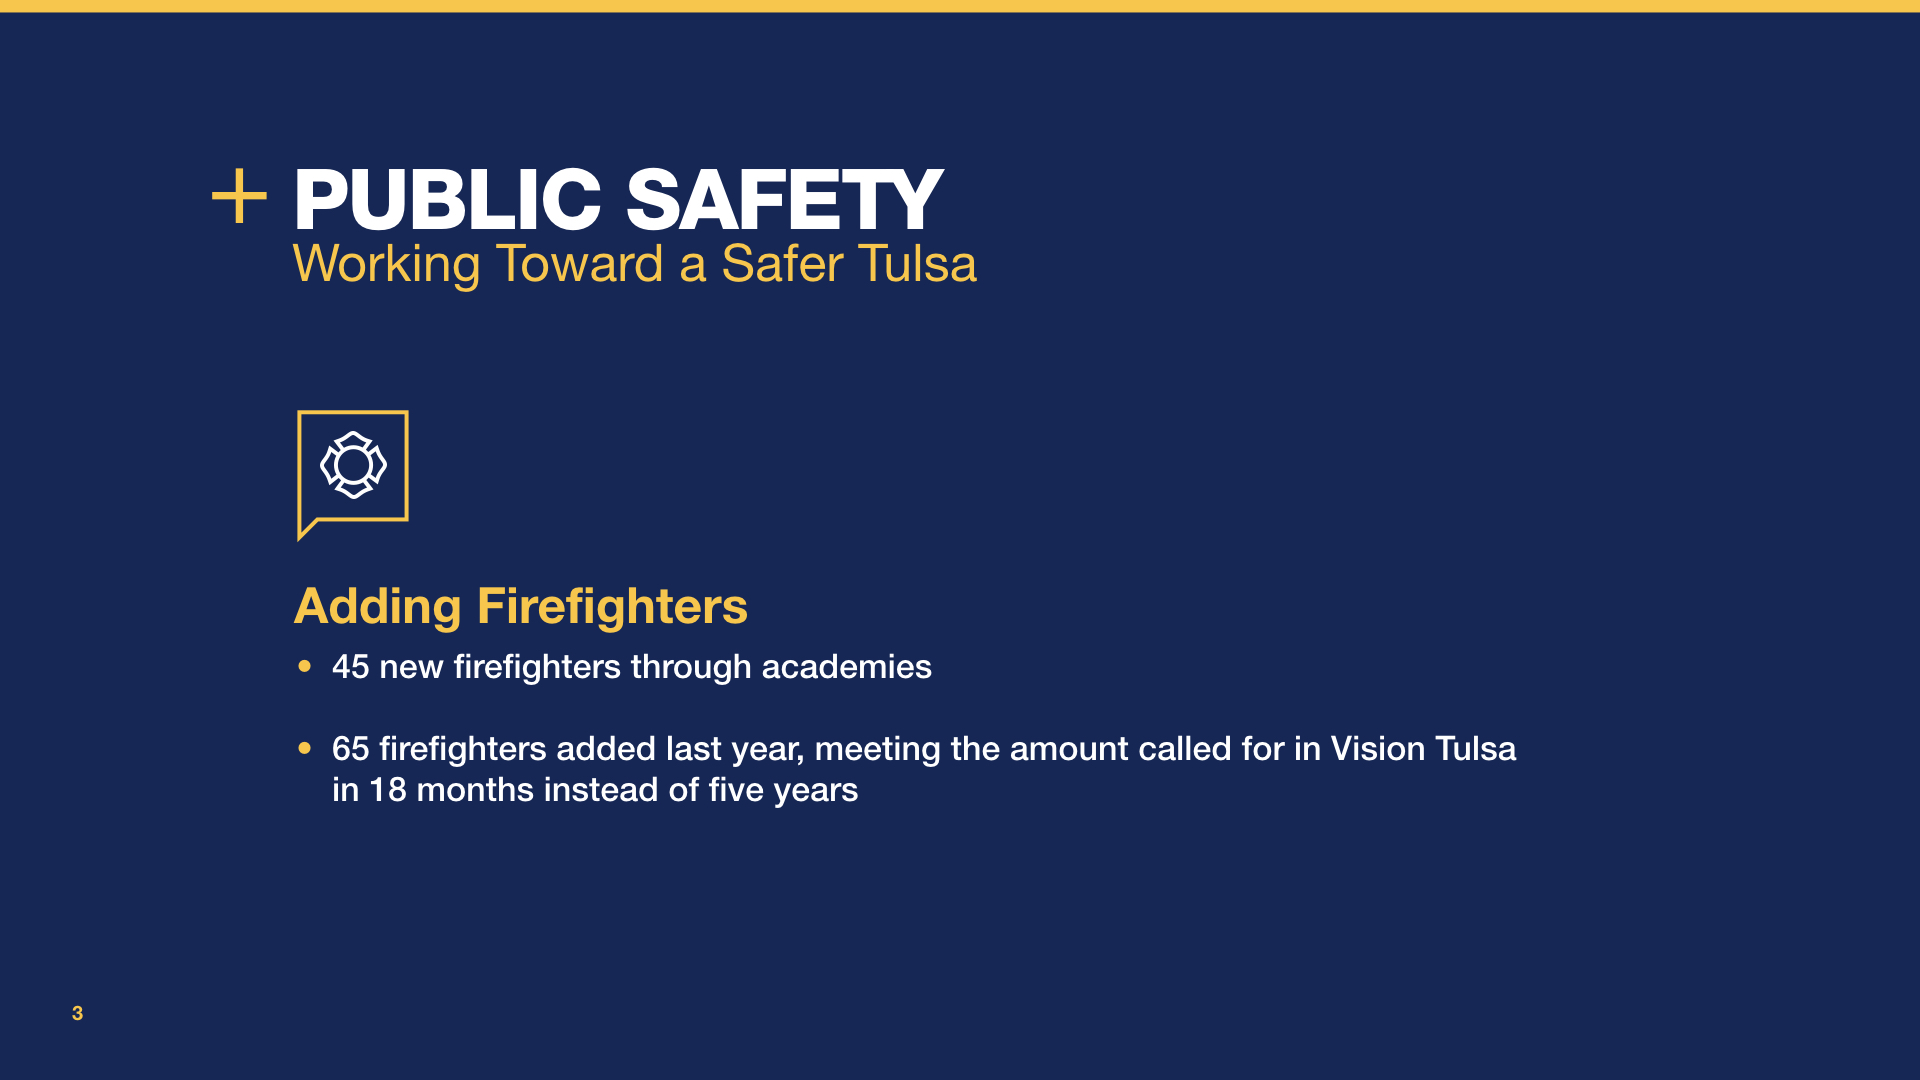 PUBLIC SAFETY
Working Toward a Safer Tulsa
Adding Firefighters
• 45 new firefighters through academies
• 65 firefighters added last year, meeting the amount called for in Vision Tulsa
in 18 months instead of five years
3